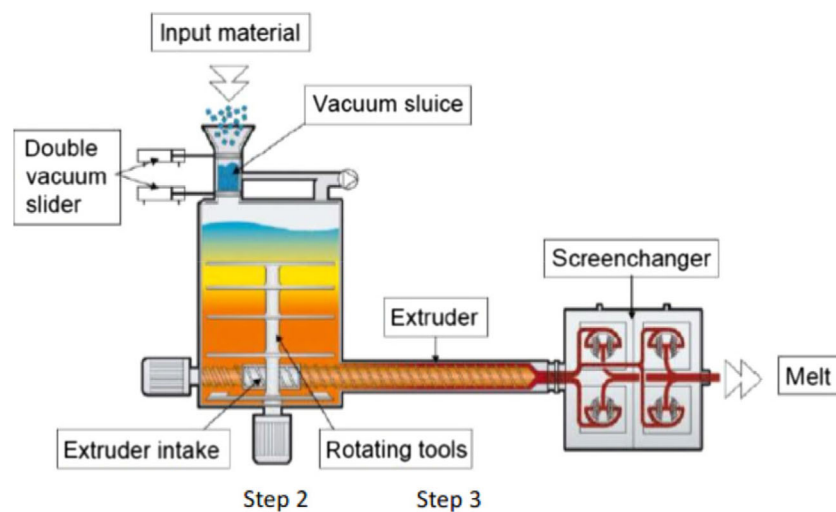 Input material
Vacuum sluice
Double
vacuum
slider
Screenchanger
Extruder
Melt
Extruder intake
Rotating tools
Step 2
Step 3